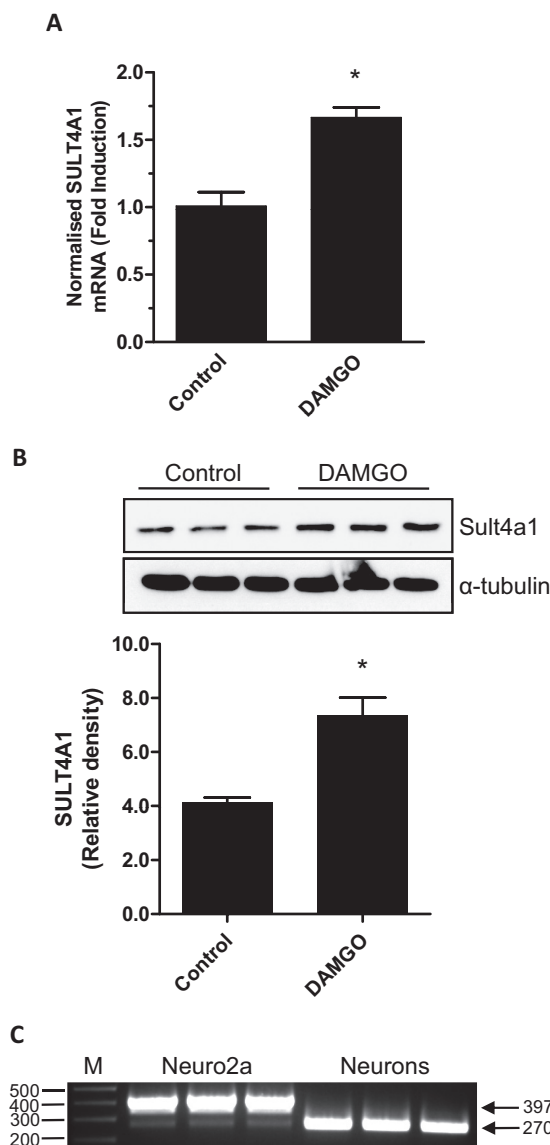 A
Normalised SULT4A1
mRNA (Fold Induction)
2.0
1.5
1.0
0.5
0.0
*
Control
DAMGO
B
Control DAMGO
Sult4a1
α-tubulin
SULT4A1
(Relative density)
10.0
8.0
6.0
4.0
2.0
0.0
*
Control
DAMGO
C
M Neuro2a Neurons
500
400
300
200
397
270